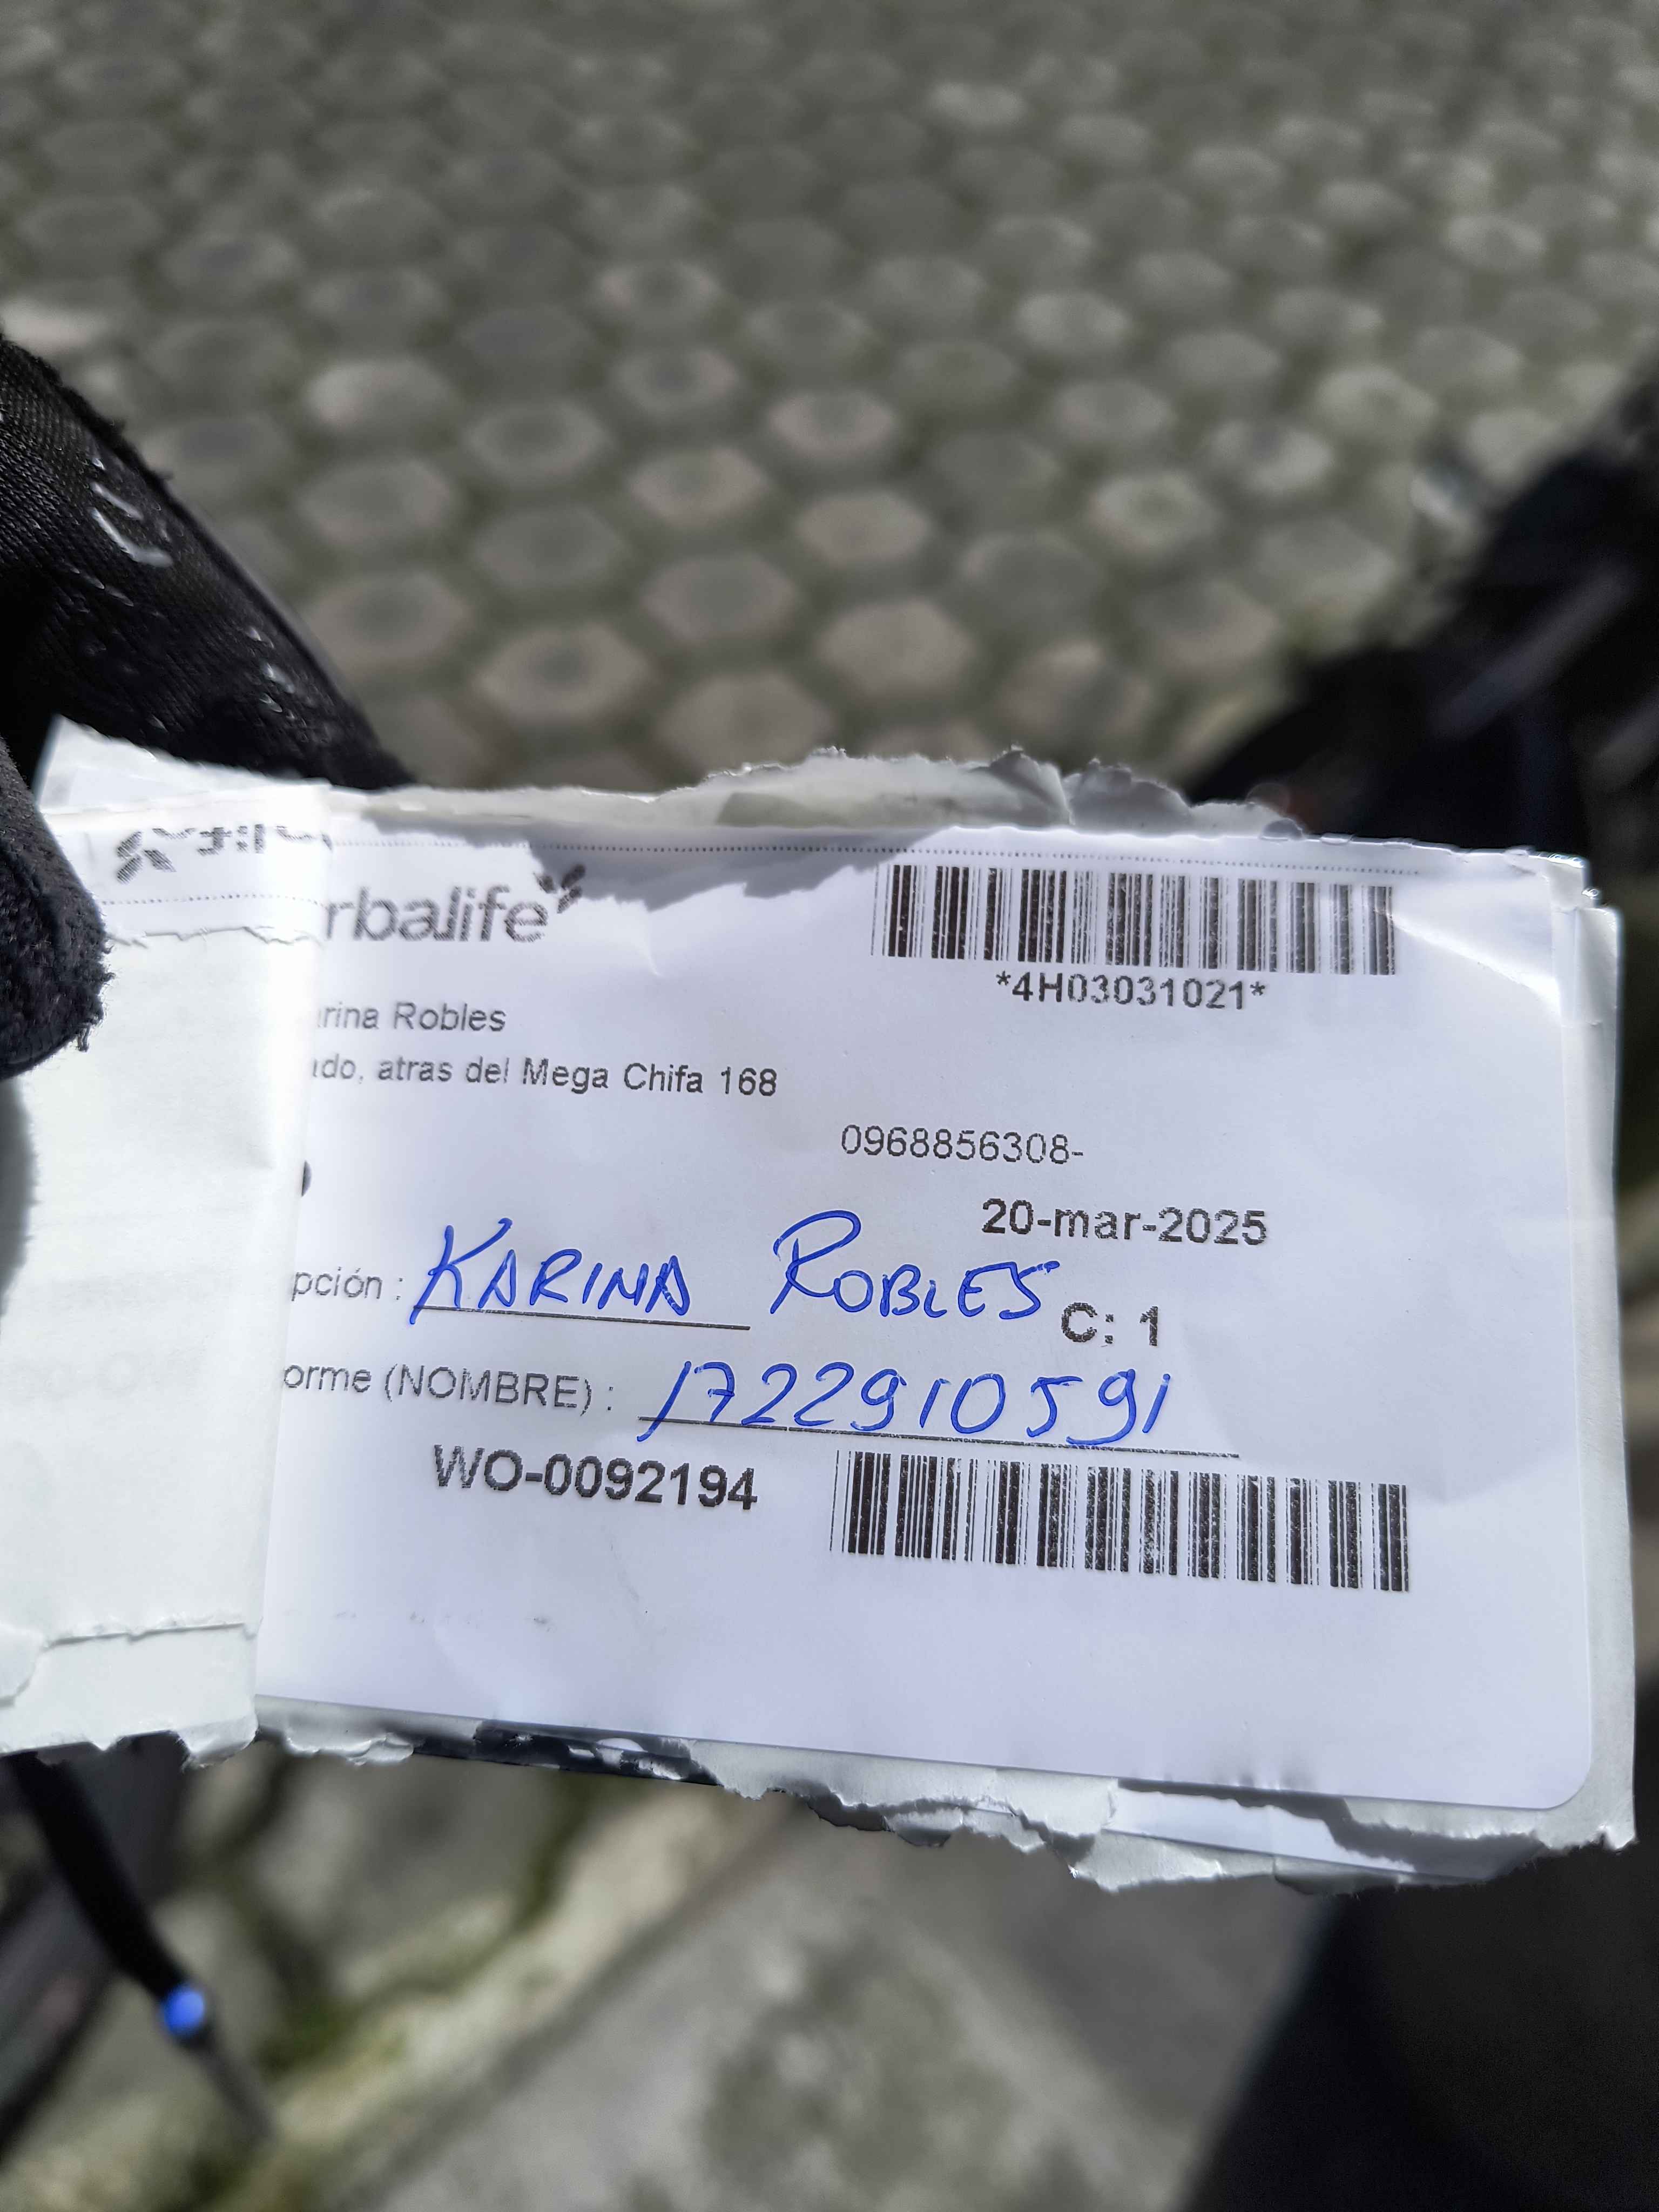 rbalife
*4H03031021*
rina Robles
do, atras del Mega Chifa 168
0968856308-
20-mar-2025
pción : KARINA ROBLES
C: 1
orme (NOMBRE) : 1722910591
WO-0092194